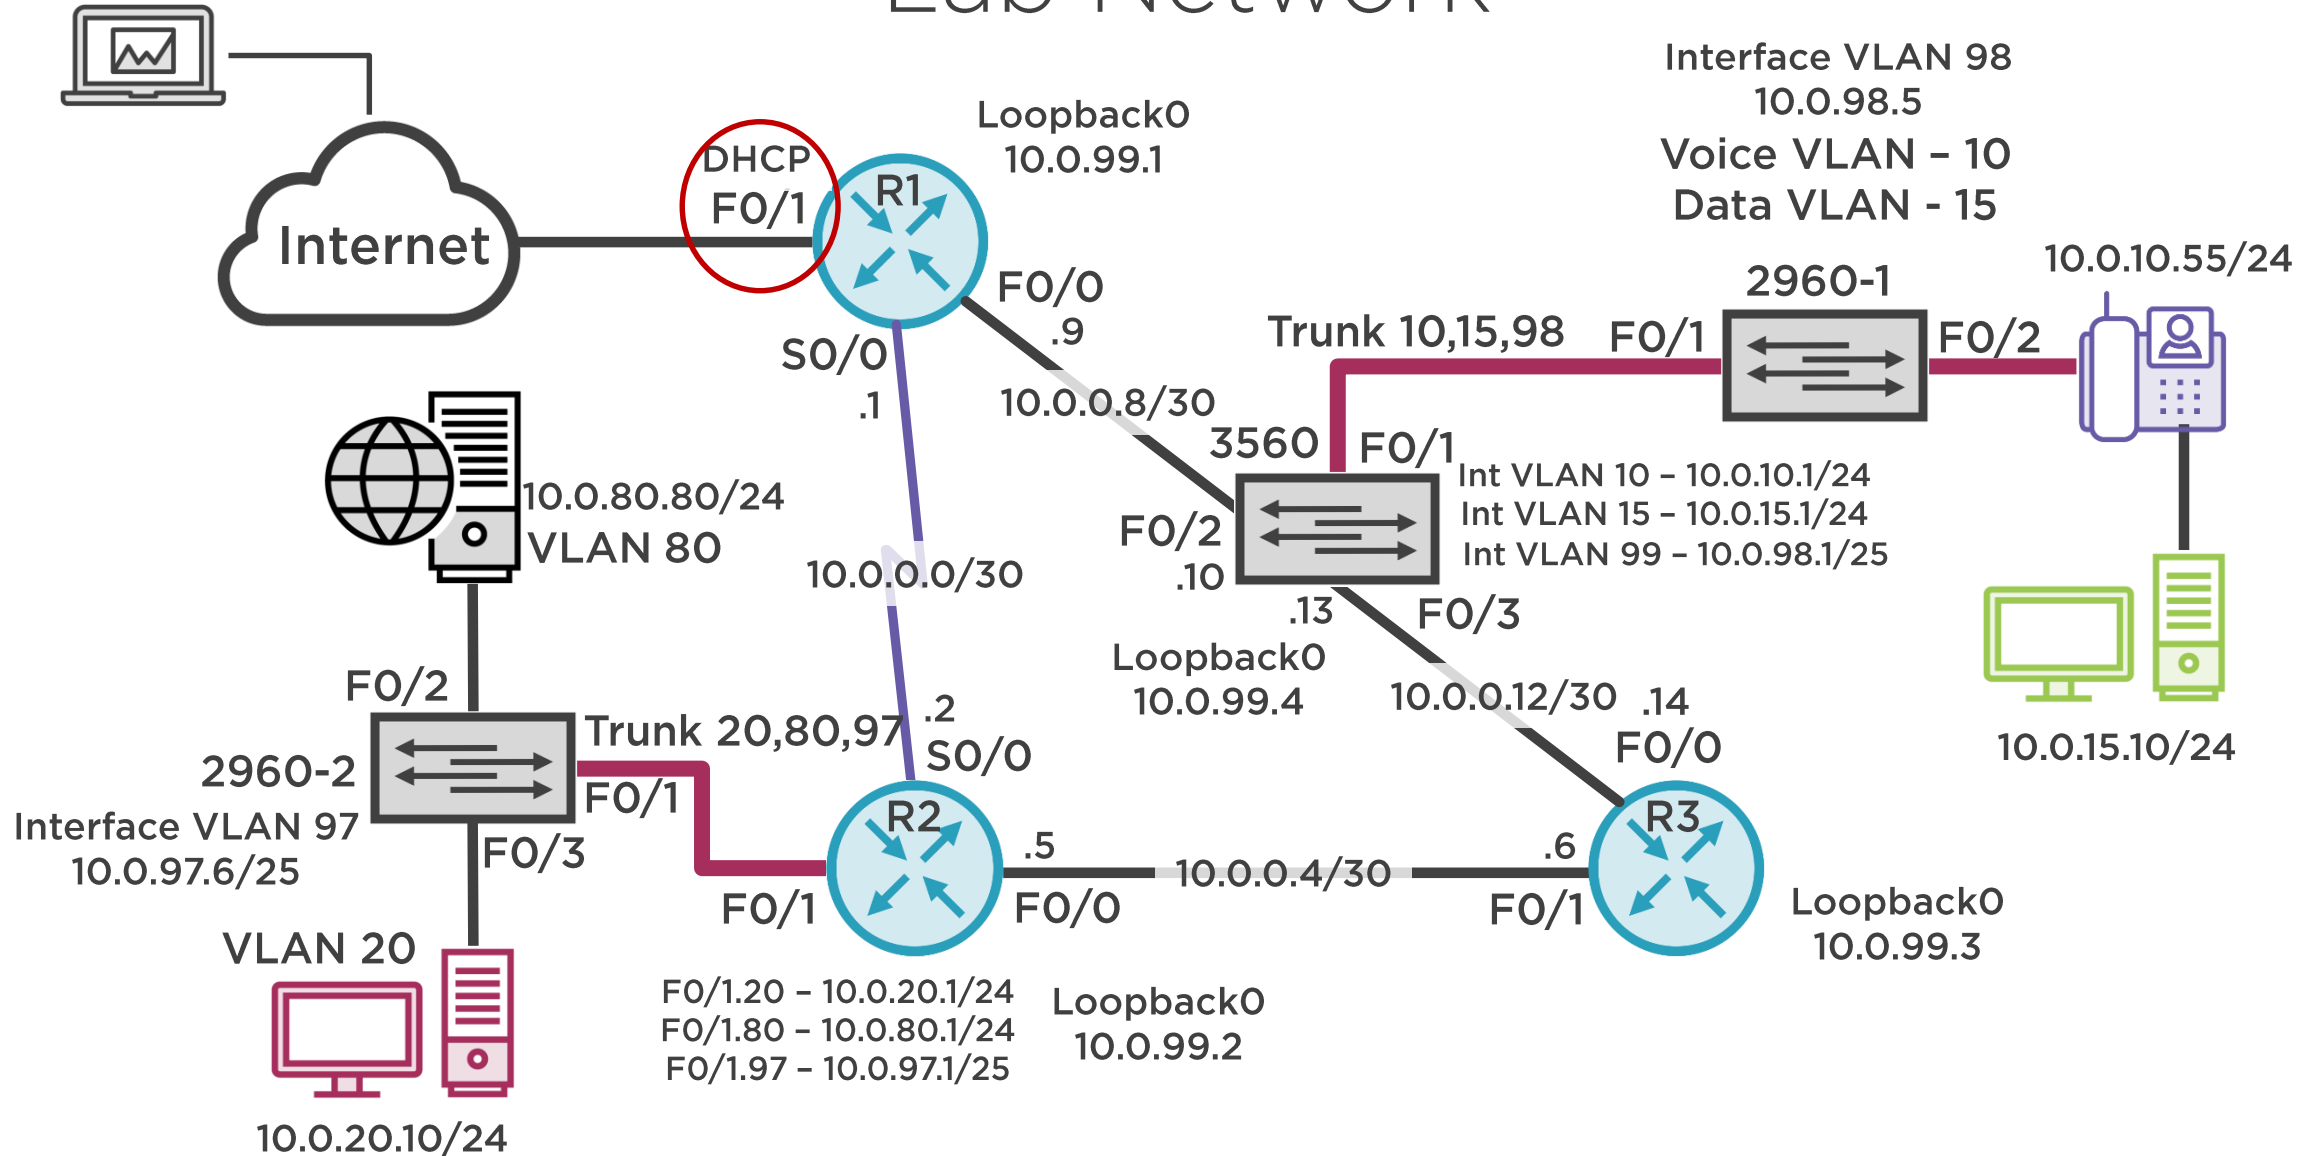 Lab Network
Interface VLAN 98
10.0.98.5
Voice VLAN – 10
Data VLAN - 15
Loopback0
10.0.99.1
DHCP
F0/1
R1
Internet
F0/0
.9
S0/0
.1
10.0.0.8/30
10.0.0.0/30
2960-1
10.0.10.55/24
Trunk 10,15,98
F0/1
F0/2
3560
F0/1
Int VLAN 10 – 10.0.10.1/24
Int VLAN 15 – 10.0.15.1/24
Int VLAN 99 – 10.0.98.1/25
F0/2
.10
.13
F0/3
Loopback0
10.0.99.4
10.0.0.12/30
.14
F0/0
10.0.15.10/24
10.0.80.80/24
VLAN 80
F0/2
Trunk 20,80,97
2960-2
F0/1
Interface VLAN 97
10.0.97.6/25
F0/3
VLAN 20
10.0.20.10/24
.2
S0/0
R2
.5
F0/1
F0/0
10.0.0.4/30
.6
F0/1
R3
Loopback0
10.0.99.3
F0/1.20 – 10.0.20.1/24
F0/1.80 – 10.0.80.1/24
F0/1.97 – 10.0.97.1/25
Loopback0
10.0.99.2